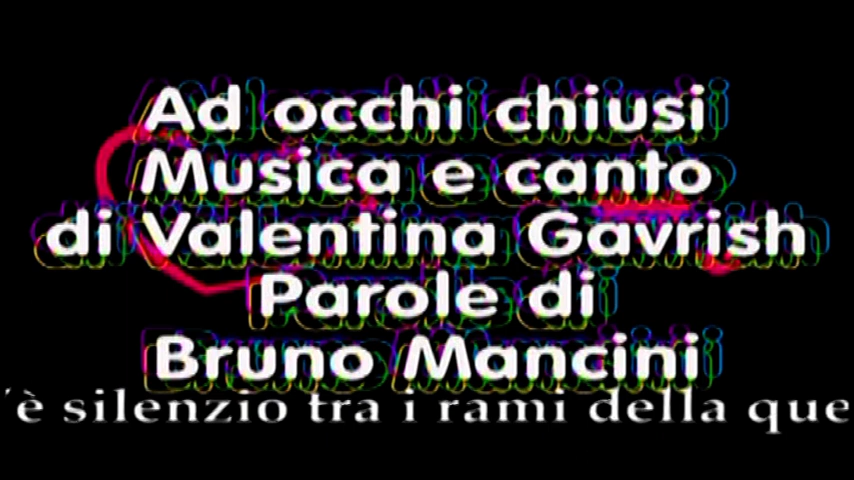 Ad occhi chiusi
Musica e canto
di Valentina Gavrish
Parole di
Bruno Mancini
'è silenzio tra i rami della que